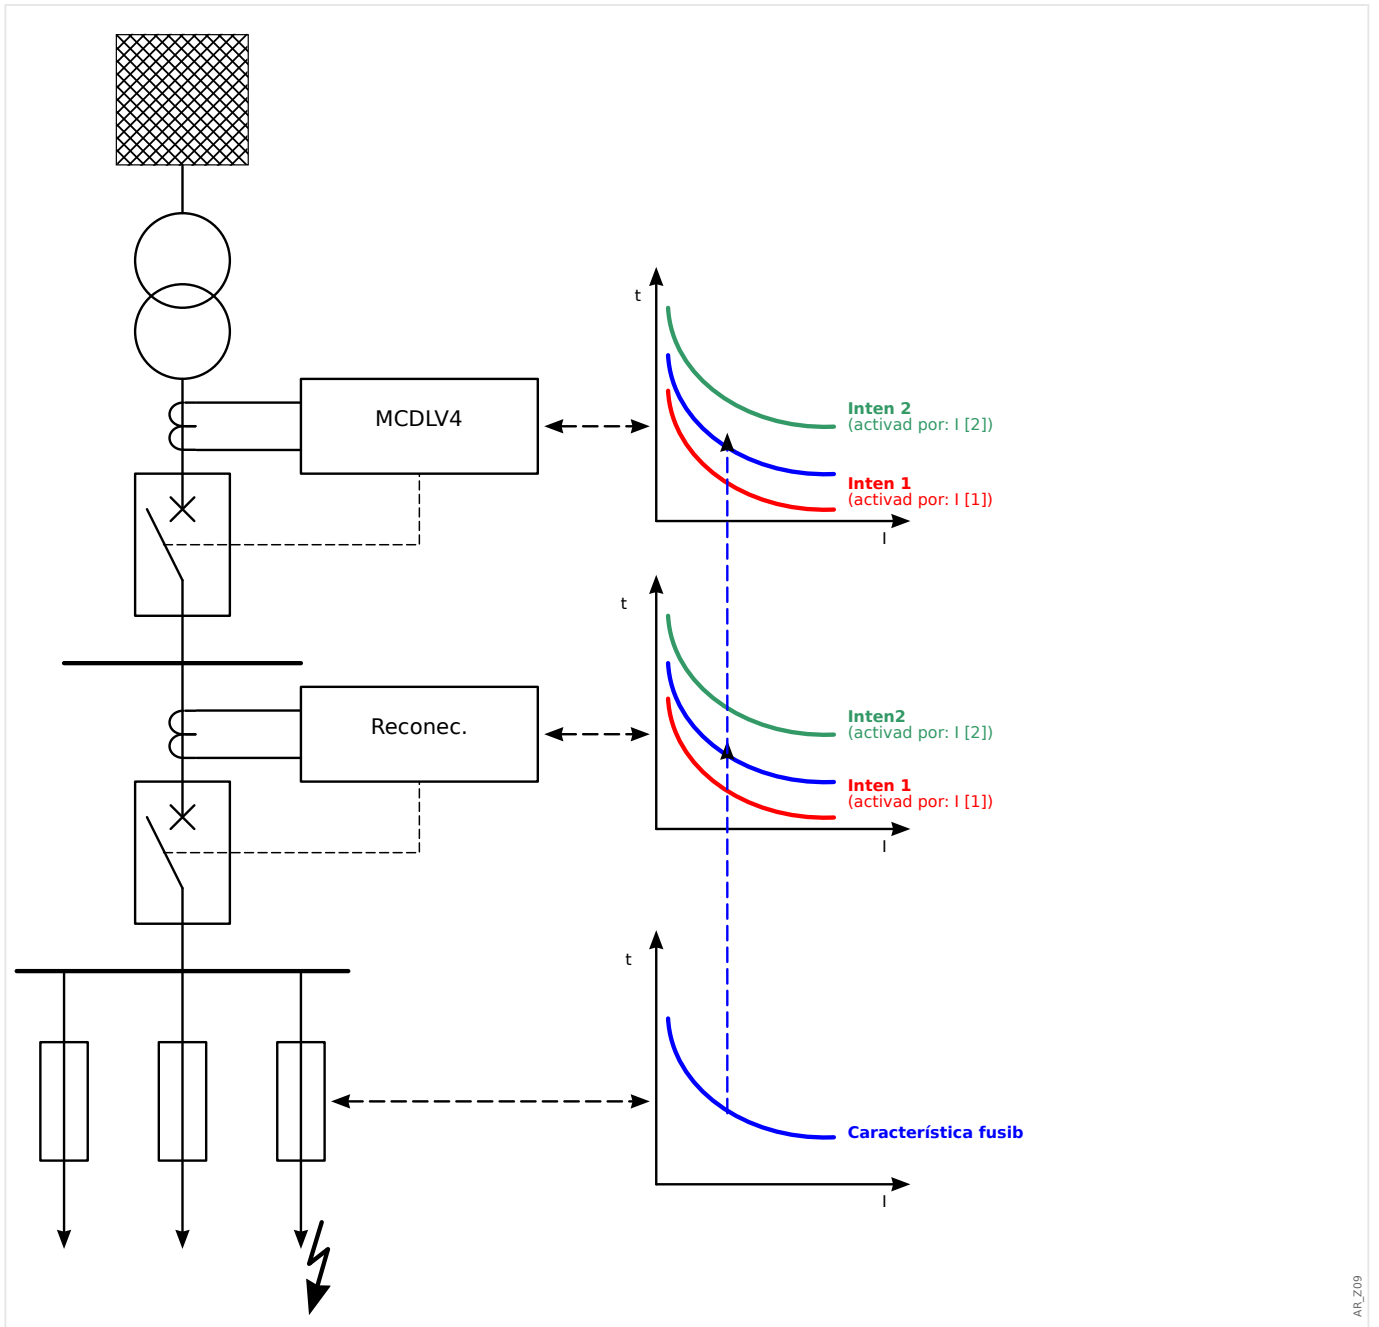 t
MCDLV4
Inten 2
(activad por: I [2])
Inten 1
(activad por: I [1])
I
t
Reconec.
Inten2
(activad por: I [2])
Inten 1
(activad por: I [1])
I
t
Característica fusib
I
AR_Z09